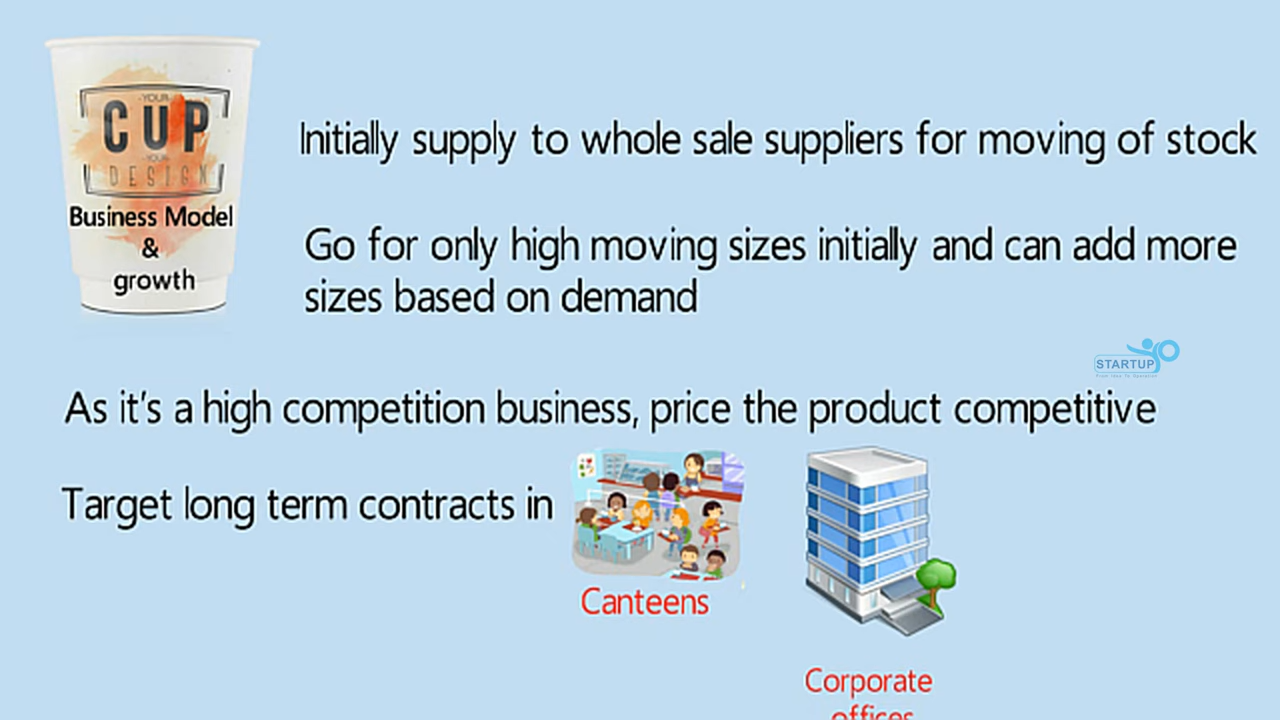 YOUR
CUP
YOUR
DESIGN
Business Model
&
growth
Initially supply to whole sale suppliers for moving of stock
Go for only high moving sizes initially and can add more
sizes based on demand
STARTUP
As it's a high competition business, price the product competitive
Target long term contracts in
Canteens
Corporate
offices